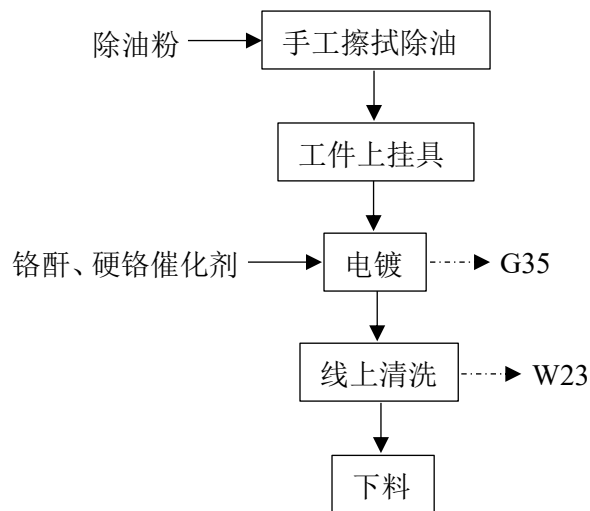 除油粉
手工擦拭除油
工件上挂具
铬酐、硬铬催化剂
电镀
G35
线上清洗
W23
下料